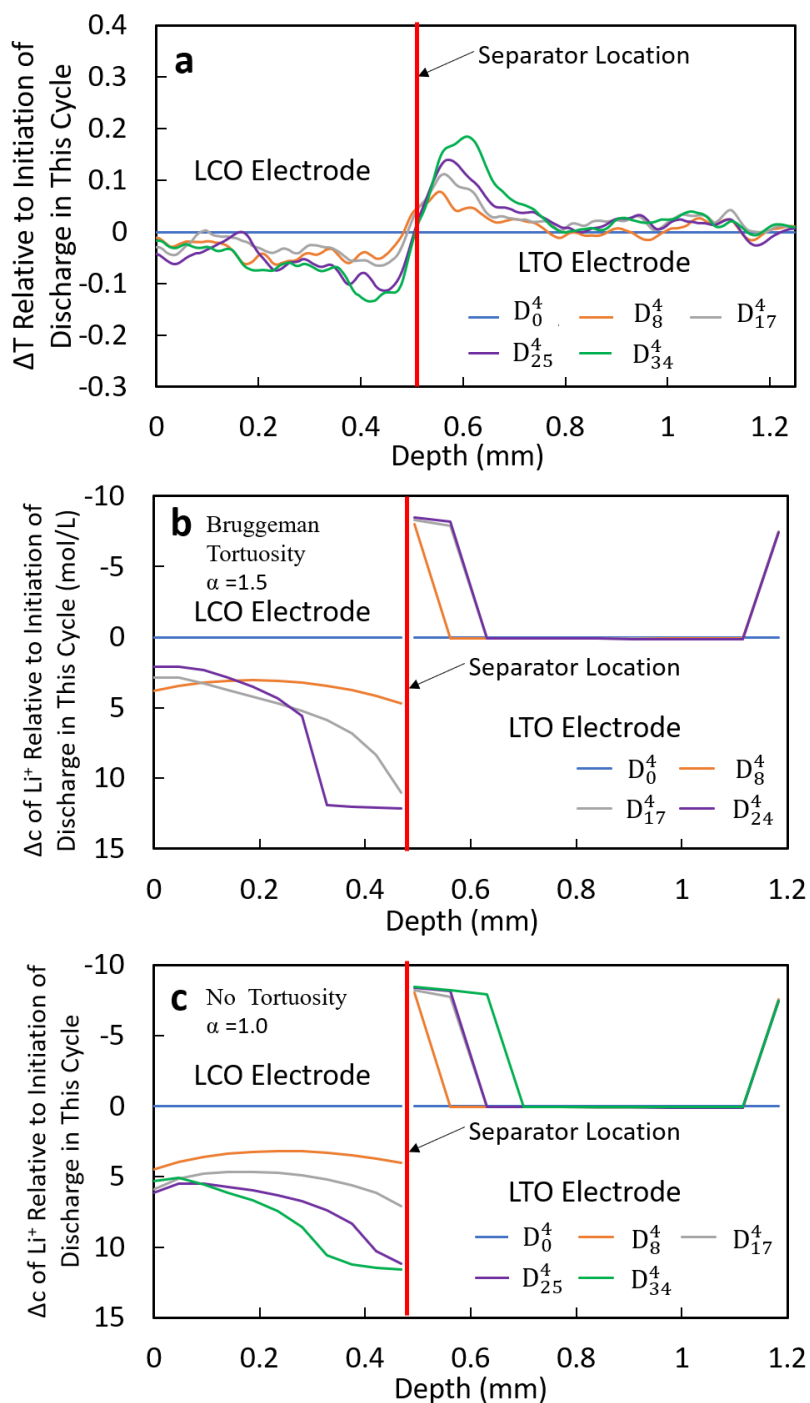 a
ΔT Relative to Initiation of
Discharge in This Cycle
0.4
0.3
0.2
0.1
0
-0.1
-0.2
-0.3
Separator Location
LCO Electrode
LTO Electrode
D₀⁴ D₈⁴ D₁₇⁴
D₂₅⁴ D₃₄⁴
0 0.2 0.4 0.6 0.8 1 1.2
Depth (mm)
b
Δc of Li⁺ Relative to Initiation of
Discharge in This Cycle (mol/L)
-10
-5
0
5
10
15
Bruggeman
Tortuosity
α =1.5
LCO Electrode
Separator Location
LTO Electrode
D₀⁴ D₈⁴
D₁₇⁴ D₂₄⁴
0 0.2 0.4 0.6 0.8 1 1.2
Depth (mm)
c
Δc of Li⁺ Relative to Initiation of
Discharge in This Cycle
-10
-5
0
5
10
15
No Tortuosity
α =1.0
LCO Electrode
Separator Location
LTO Electrode
D₀⁴ D₈⁴ D₁₇⁴
D₂₅⁴ D₃₄⁴
0 0.2 0.4 0.6 0.8 1 1.2
Depth (mm)